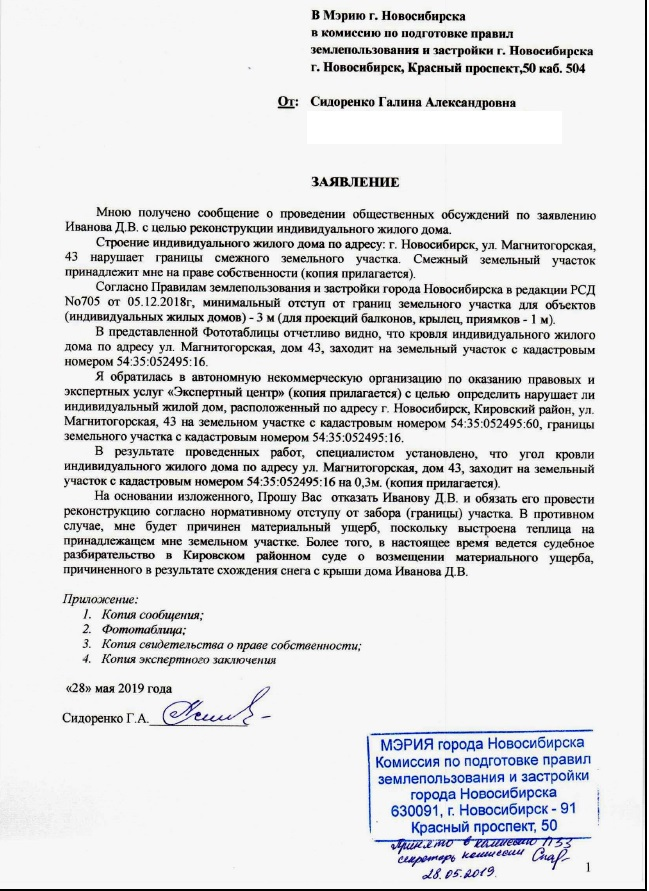 В Мэрию г. Новосибирска
в комиссию по подготовке правил
землепользования и застройки г. Новосибирска
г. Новосибирск, Красный проспект,50 каб. 504
От: Сидоренко Галина Александровна
ЗАЯВЛЕНИЕ
Мною получено сообщение о проведении общественных обсуждений по заявлению
Иванова Д.В. с целью реконструкции индивидуального жилого дома.
Строение индивидуального жилого дома по адресу: г. Новосибирск, ул. Магнитогорская,
43 нарушает границы смежного земельного участка. Смежный земельный участок
принадлежит мне на праве собственности (копия прилагается).
Согласно Правилам землепользования и застройки города Новосибирска в редакции РСД
No705 от 05.12.2018г, минимальный отступ от границ земельного участка для объектов
(индивидуальных жилых домов) - 3 м (для проекций балконов, крылец, приямков - 1 м).
В представленной Фототаблицы отчетливо видно, что кровля индивидуального жилого
дома по адресу ул. Магнитогорская, дом 43, заходит на земельный участок с кадастровым
номером 54:35:052495:16.
Я обратилась в автономную некоммерческую организацию по оказанию правовых и
экспертных услуг «Экспертный центр» (копия прилагается) с целью определить нарушает ли
индивидуальный жилой дом, расположенный по адресу г. Новосибирск, Кировский район, ул.
Магнитогорская, 43 на земельном участке с кадастровым номером 54:35:052495:60, границы
земельного участка с кадастровым номером 54:35:052495:16.
В результате проведенных работ, специалистом установлено, что угол кровли
индивидуального жилого дома по адресу ул. Магнитогорская, дом 43, заходит на земельный
участок с кадастровым номером 54:35:052495:16 на 0,3м. (копия прилагается).
На основании изложенного, Прошу Вас отказать Иванову Д.В. и обязать его провести
реконструкцию согласно нормативному отступу от забора (границы) участка. В противном
случае, мне будет причинен материальный ущерб, поскольку выстроена теплица на
принадлежащем мне земельном участке. Более того, в настоящее время ведется судебное
разбирательство в Кировском районном суде о возмещении материального ущерба,
причиненного в результате схождения снега с крыши дома Иванова Д.В.
Приложение:
1. Копия сообщения;
2. Фототаблица;
3. Копия свидетельства о праве собственности;
4. Копия экспертного заключения
«28» мая 2019 года
Сидоренко Г.А.
МЭРИЯ города Новосибирска
Комиссия по подготовке правил
землепользования и застройки
города Новосибирска
630091, г. Новосибирск - 91
Красный проспект, 50
Принято в комиссию ПЗЗ
секретарь комиссии
28.05.2019.
1